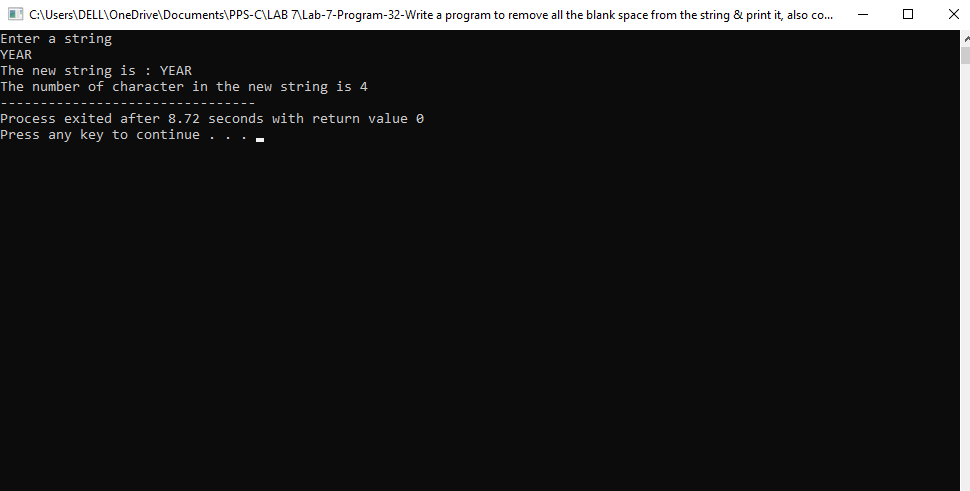 C:\Users\DELL\OneDrive\Documents\PPS-C\LAB 7\Lab-7-Program-32-Write a program to remove all the blank space from the string & print it, also co...
Enter a string
YEAR
The new string is : YEAR
The number of character in the new string is 4
--------------------------------
Process exited after 8.72 seconds with return value 0
Press any key to continue . . .